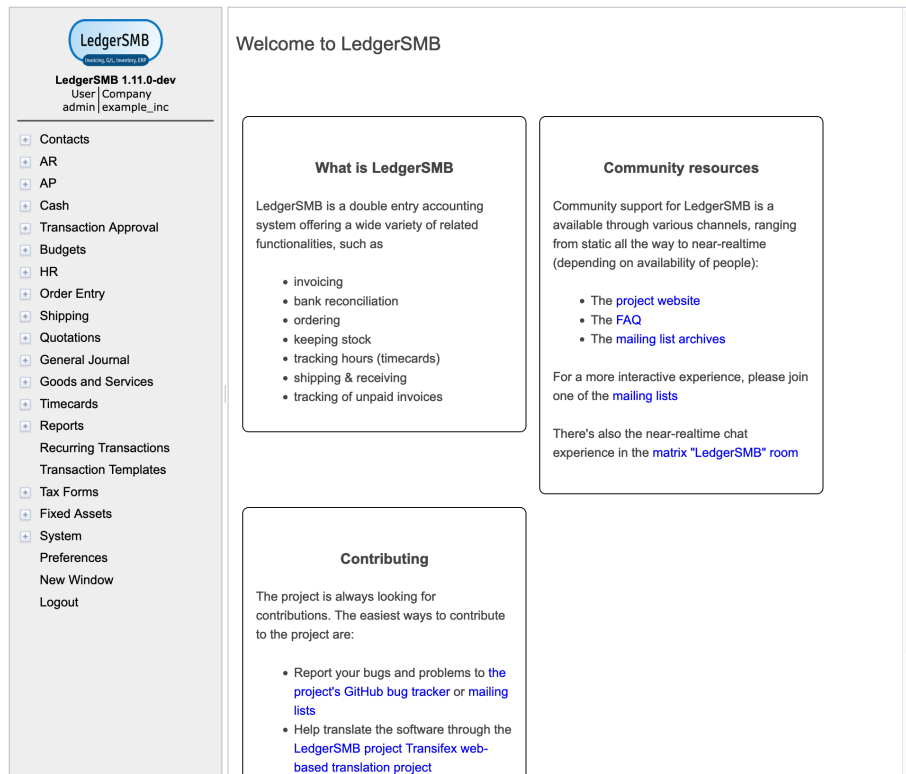 LedgerSMB
Invoicing, G/L, Inventory, ERP
LedgerSMB 1.11.0-dev
User Company
admin example_inc
Contacts
AR
AP
Cash
Transaction Approval
Budgets
HR
Order Entry
Shipping
Quotations
General Journal
Goods and Services
Timecards
Reports
Recurring Transactions
Transaction Templates
Tax Forms
Fixed Assets
System
Preferences
New Window
Logout
Welcome to LedgerSMB
What is LedgerSMB
LedgerSMB is a double entry accounting
system offering a wide variety of related
functionalities, such as
• invoicing
• bank reconciliation
• ordering
• keeping stock
• tracking hours (timecards)
• shipping & receiving
• tracking of unpaid invoices
Community resources
Community support for LedgerSMB is a
available through various channels, ranging
from static all the way to near-realtime
(depending on availability of people):
• The project website
• The FAQ
• The mailing list archives
For a more interactive experience, please join
one of the mailing lists
There's also the near-realtime chat
experience in the matrix "LedgerSMB" room
Contributing
The project is always looking for
contributions. The easiest ways to contribute
to the project are:
• Report your bugs and problems to the
project's GitHub bug tracker or mailing
lists
• Help translate the software through the
LedgerSMB project Transifex web-
based translation project